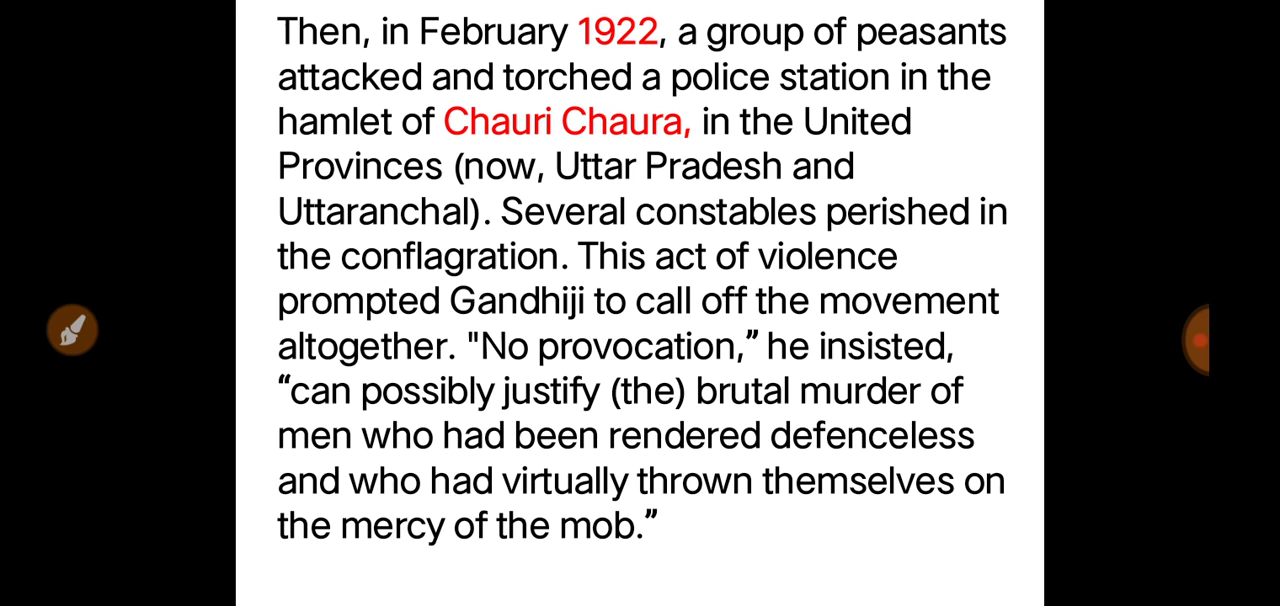 Then, in February 1922, a group of peasants
attacked and torched a police station in the
hamlet of Chauri Chaura, in the United
Provinces (now, Uttar Pradesh and
Uttaranchal). Several constables perished in
the conflagration. This act of violence
prompted Gandhiji to call off the movement
altogether. "No provocation,” he insisted,
“can possibly justify (the) brutal murder of
men who had been rendered defenceless
and who had virtually thrown themselves on
the mercy of the mob.”